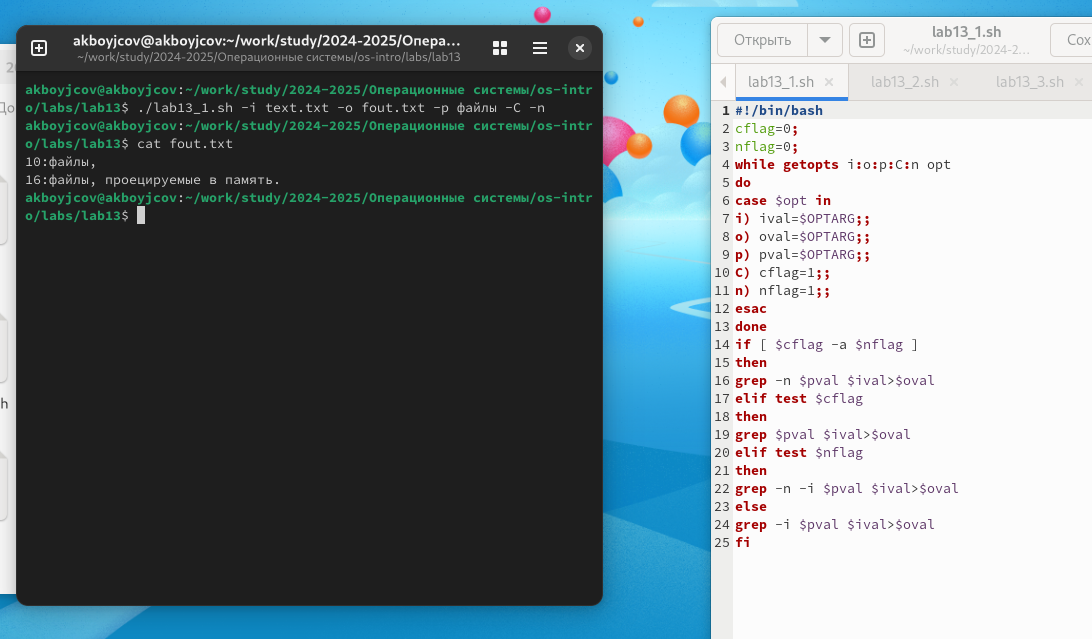 akboyjcov@akboyjcov:~/work/study/2024-2025/Опера...
~/work/study/2024-2025/Операционные системы/os-intro/labs/lab13
akboyjcov@akboyjcov:~/work/study/2024-2025/Операционные системы/os-intr
o/labs/lab13$ ./lab13_1.sh -i text.txt -o fout.txt -p файлы -C -n
akboyjcov@akboyjcov:~/work/study/2024-2025/Операционные системы/os-intr
o/labs/lab13$ cat fout.txt
10:файлы,
16:файлы, проецируемые в память.
akboyjcov@akboyjcov:~/work/study/2024-2025/Операционные системы/os-intr
o/labs/lab13$
Открыть
lab13_1.sh
~/work/study/2024-2...
Сох
lab13_1.sh
lab13_2.sh
lab13_3.sh
1 #!/bin/bash
2 cflag=0;
3 nflag=0;
4 while getopts i:o:p:C:n opt
5 do
6 case $opt in
7 i) ival=$OPTARG;;
8 o) oval=$OPTARG;;
9 p) pval=$OPTARG;;
10 C) cflag=1;;
11 n) nflag=1;;
12 esac
13 done
14 if [ $cflag -a $nflag ]
15 then
16 grep -n $pval $ival>$oval
17 elif test $cflag
18 then
19 grep $pval $ival>$oval
20 elif test $nflag
21 then
22 grep -n -i $pval $ival>$oval
23 else
24 grep -i $pval $ival>$oval
25 fi